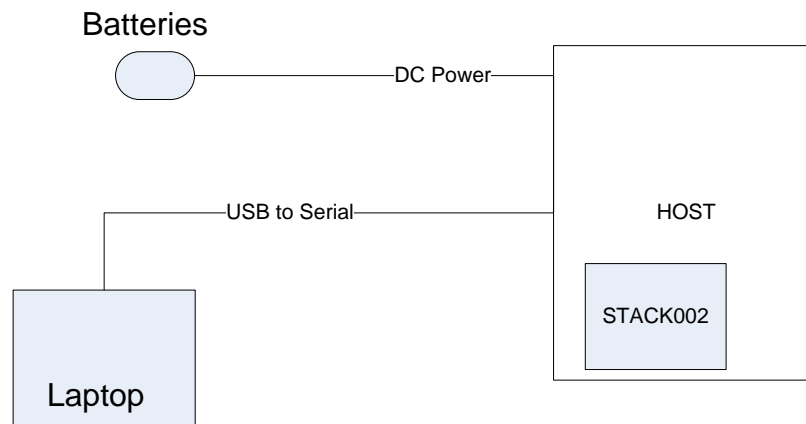 Batteries
DC Power
USB to Serial
HOST
STACK002
Laptop